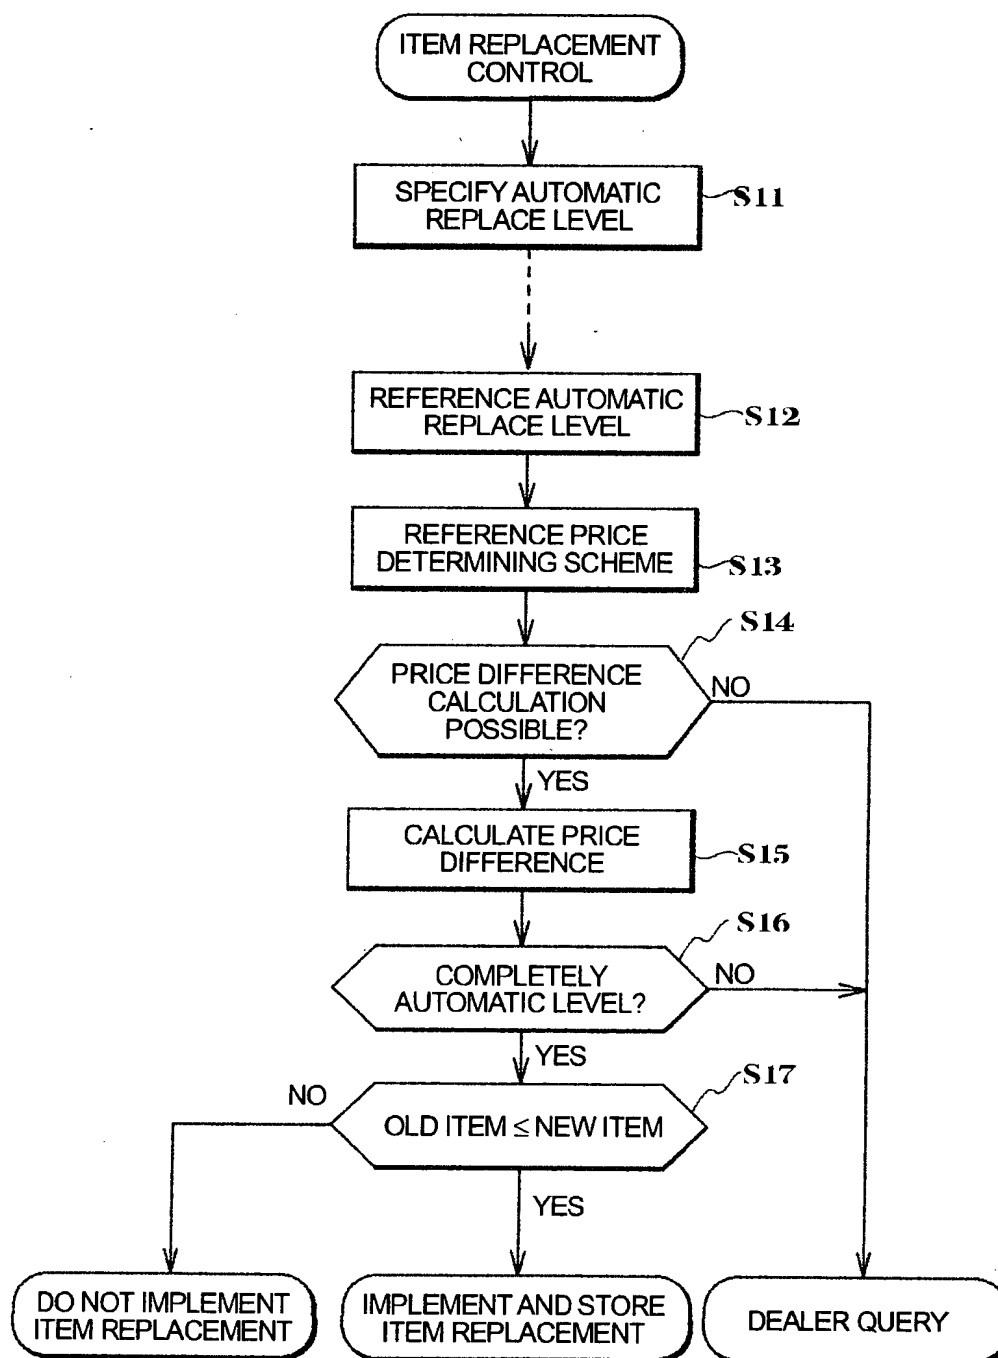 ITEM REPLACEMENT
CONTROL
SPECIFY AUTOMATIC
REPLACE LEVEL
S11
REFERENCE AUTOMATIC
REPLACE LEVEL
S12
REFERENCE PRICE
DETERMINING SCHEME
S13
S14
PRICE DIFFERENCE
CALCULATION
POSSIBLE?
NO
YES
CALCULATE PRICE
DIFFERENCE
S15
S16
COMPLETELY
AUTOMATIC LEVEL?
NO
YES
S17
NO
OLD ITEM ≤ NEW ITEM
YES
DO NOT IMPLEMENT
ITEM REPLACEMENT
IMPLEMENT AND STORE
ITEM REPLACEMENT
DEALER QUERY